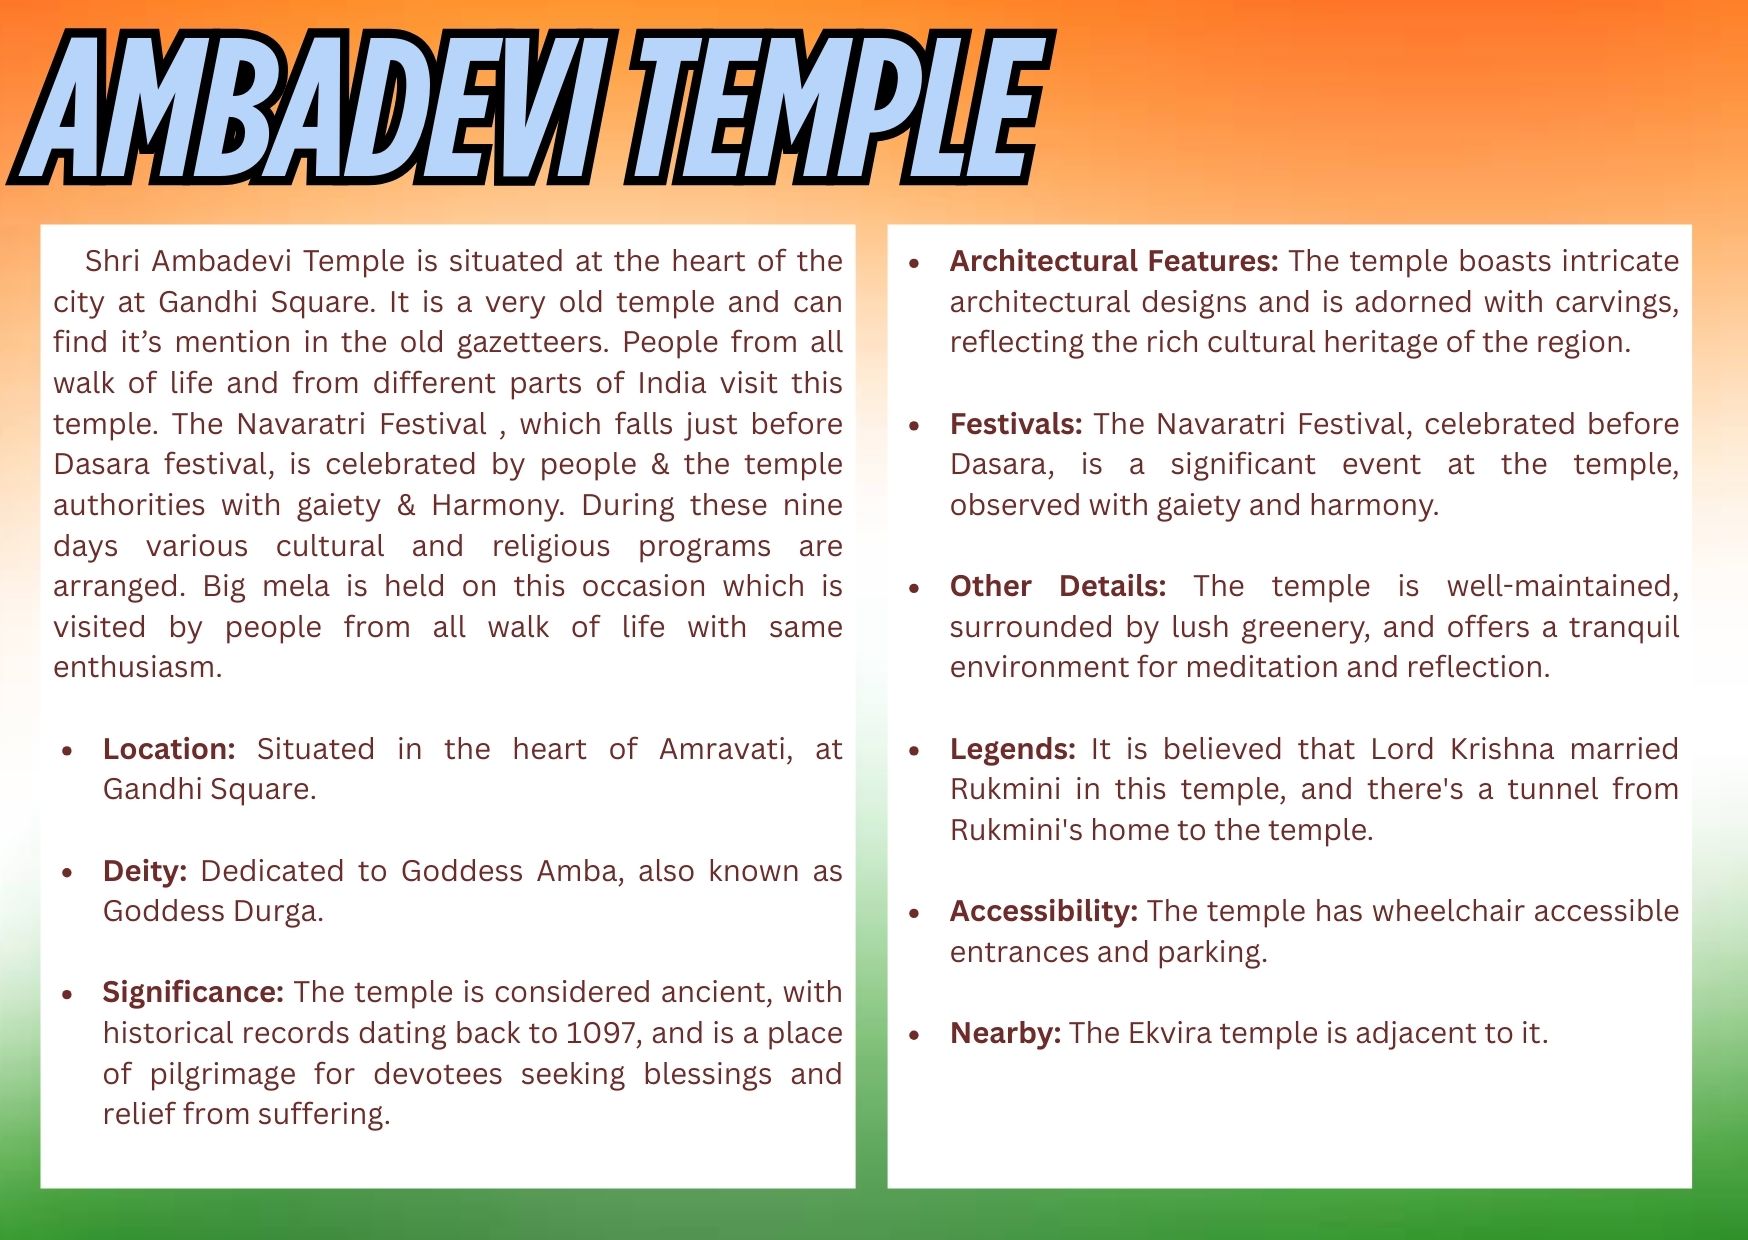 AMBADEVI TEMPLE
Shri Ambadevi Temple is situated at the heart of the
city at Gandhi Square. It is a very old temple and can
find it’s mention in the old gazetteers. People from all
walk of life and from different parts of India visit this
temple. The Navaratri Festival , which falls just before
Dasara festival, is celebrated by people & the temple
authorities with gaiety & Harmony. During these nine
days various cultural and religious programs are
arranged. Big mela is held on this occasion which is
visited by people from all walk of life with same
enthusiasm.
• Location: Situated in the heart of Amravati, at
Gandhi Square.
• Deity: Dedicated to Goddess Amba, also known as
Goddess Durga.
• Significance: The temple is considered ancient, with
historical records dating back to 1097, and is a place
of pilgrimage for devotees seeking blessings and
relief from suffering.
• Architectural Features: The temple boasts intricate
architectural designs and is adorned with carvings,
reflecting the rich cultural heritage of the region.
• Festivals: The Navaratri Festival, celebrated before
Dasara, is a significant event at the temple,
observed with gaiety and harmony.
• Other Details: The temple is well-maintained,
surrounded by lush greenery, and offers a tranquil
environment for meditation and reflection.
• Legends: It is believed that Lord Krishna married
Rukmini in this temple, and there's a tunnel from
Rukmini's home to the temple.
• Accessibility: The temple has wheelchair accessible
entrances and parking.
• Nearby: The Ekvira temple is adjacent to it.